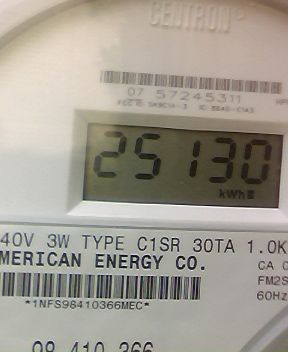 CENTRON
07 57245311
25130
kWh
40V 3W TYPE C1SR 30TA 1.0K
MERICAN ENERGY CO.
CA
FM2S
*1NFS98410366MEC*
60Hz
98 410 366